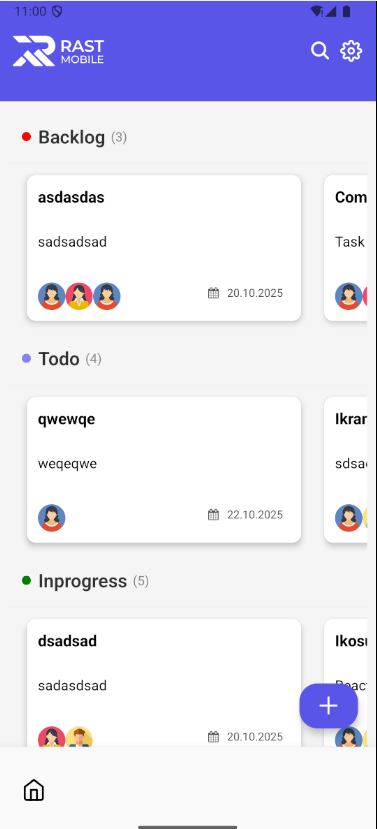 11:00
RAST
MOBILE
Backlog (3)
asdasdas
Com
sadsadsad
Task
20.10.2025
Todo (4)
qwewqe
Ikrar
weqeqwe
sdsa
22.10.2025
Inprogress (5)
dsadsad
Ikosu
sadasdsad
React
20.10.2025